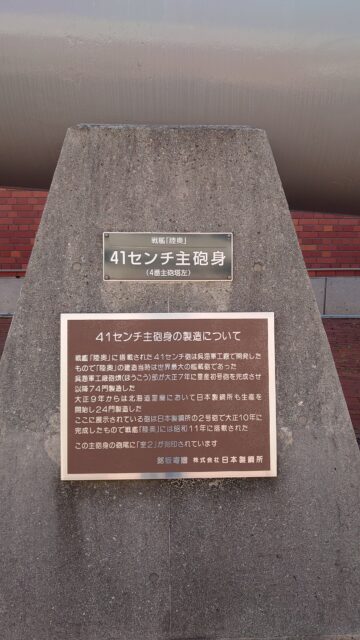 戦艦「陸奥」
41センチ主砲身
(4番主砲塔左)
41センチ主砲身の製造について
戦艦「陸奥」に搭載された41センチ砲は呉海軍工廠で開発した
もので「陸奥」の建造当時は世界最大の艦載砲であった
呉海軍工廠砲熕(ほうこう)部が大正7年に量産初号砲を完成させ
以降74門製造した
大正9年からは北海道室蘭において日本製鋼所も生産を
開始し24門製造した
ここに展示されている砲は日本製鋼所の2号砲で大正10年に
完成したもので戦艦「陸奥」には昭和11年に搭載された
この主砲身の砲尾に「室2」が刻印されています
銘板寄贈 株式会社 日本製鋼所